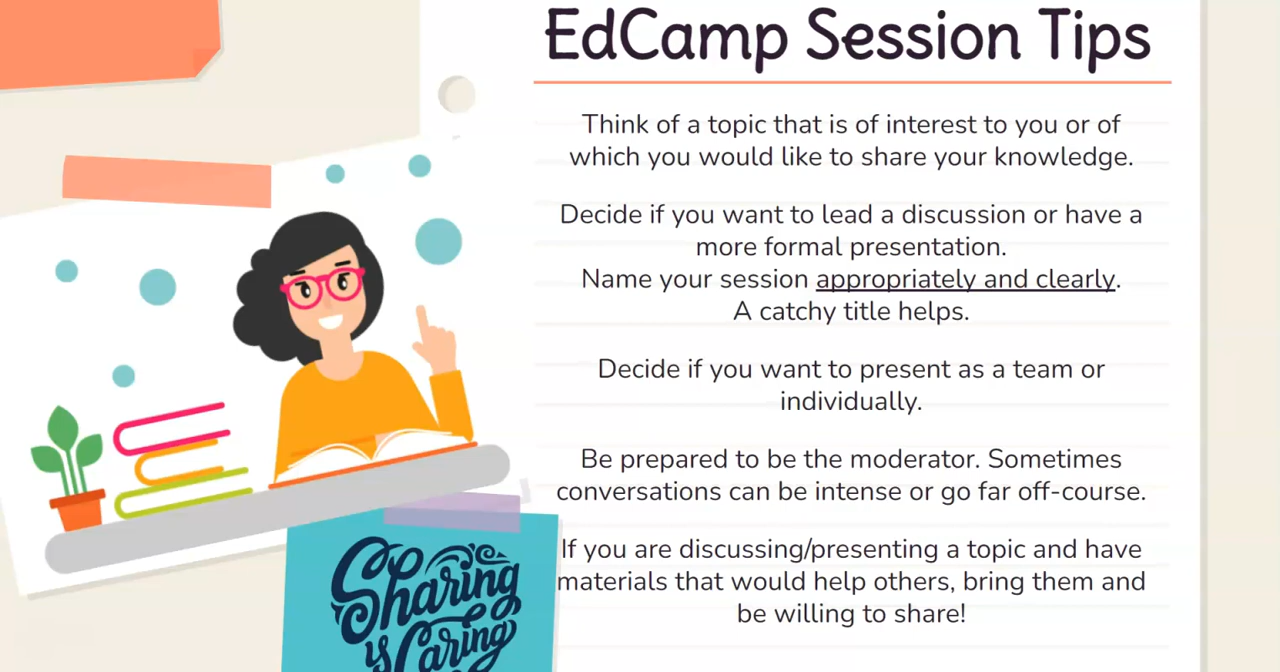 EdCamp Session Tips
Think of a topic that is of interest to you or of
which you would like to share your knowledge.
Decide if you want to lead a discussion or have a
more formal presentation.
Name your session appropriately and clearly.
A catchy title helps.
Decide if you want to present as a team or
individually.
Be prepared to be the moderator. Sometimes
conversations can be intense or go far off-course.
If you are discussing/presenting a topic and have
materials that would help others, bring them and
be willing to share!
Sharing
is Caring